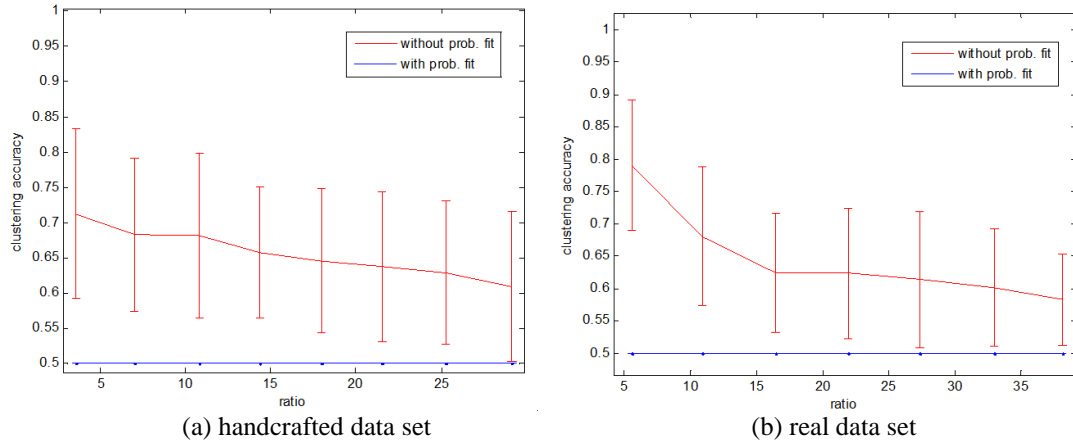 1
0.95
0.9
0.85
0.8
0.75
0.7
0.65
0.6
0.55
0.5
clustering accuracy
without prob. fit
with prob. fit
5 10 15 20 25
ratio
(a) handcrafted data set
1
0.95
0.9
0.85
0.8
0.75
0.7
0.65
0.6
0.55
0.5
clustering accuracy
without prob. fit
with prob. fit
5 10 15 20 25 30 35
ratio
(b) real data set